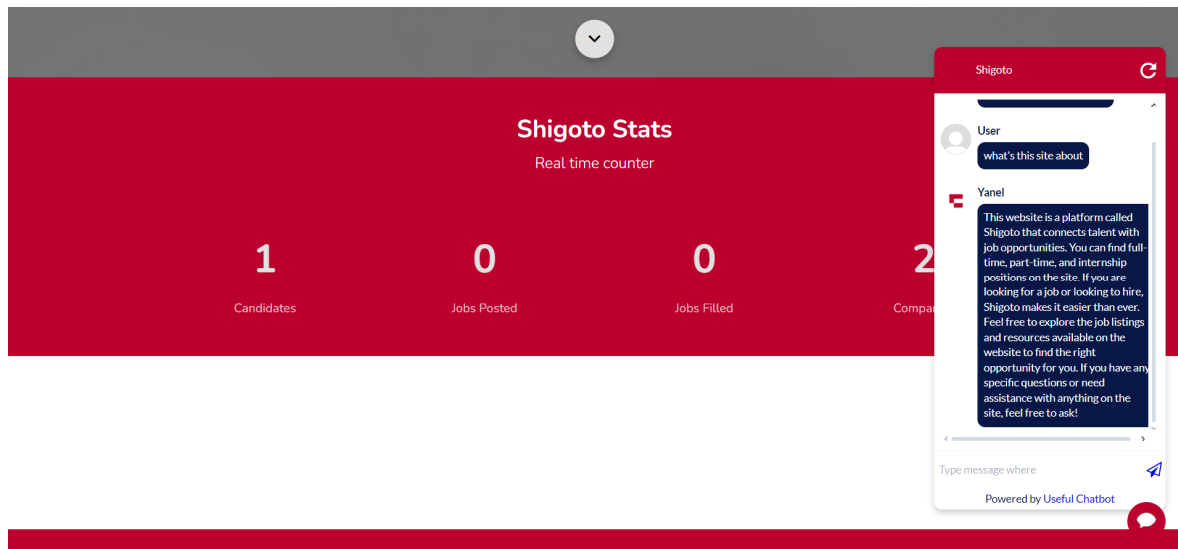 Shigoto Stats
Real time counter
1
0
0
2
Candidates
Jobs Posted
Jobs Filled
Shigoto
User
what's this site about
Yanel
This website is a platform called
Shigoto that connects talent with
job opportunities. You can find full-
time, part-time, and internship
positions on the site. If you are
looking for a job or looking to hire,
Shigoto makes it easier than ever.
Feel free to explore the job listings
and resources available on the
website to find the right
opportunity for you. If you have any
specific questions or need
assistance with anything on the
site, feel free to ask!
Type message where
Powered by Useful Chatbot